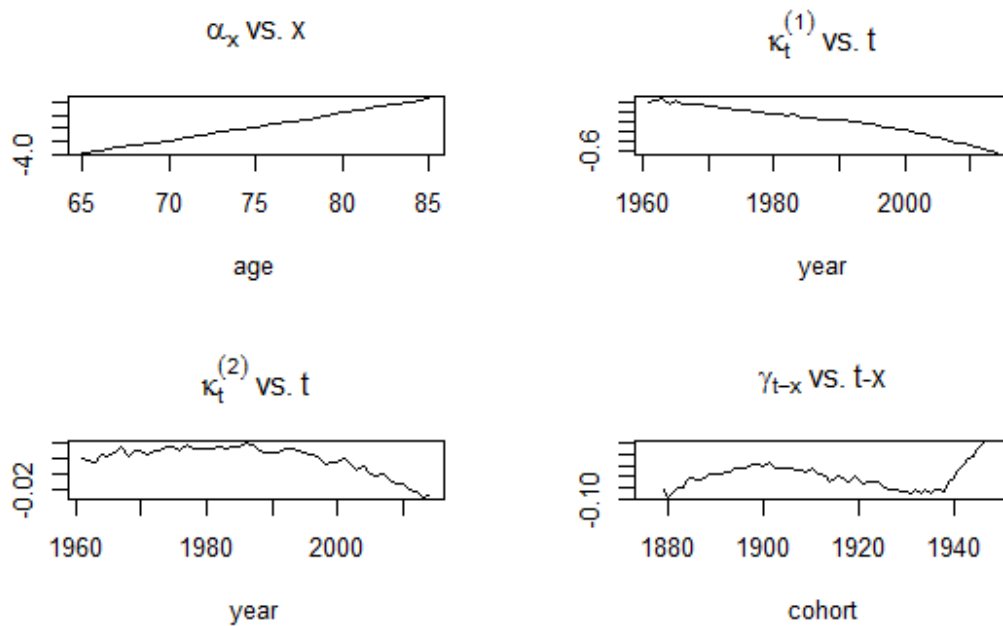 αx vs. x
-4.0
65 70 75 80 85
age
κt(1) vs. t
-0.6
1960 1980 2000
year
κt(2) vs. t
-0.02
1960 1980 2000
year
γt−x vs. t-x
-0.10
1880 1900 1920 1940
cohort